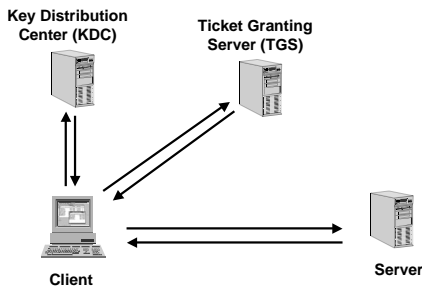 Key Distribution
Center (KDC)
Ticket Granting
Server (TGS)
Client
Server